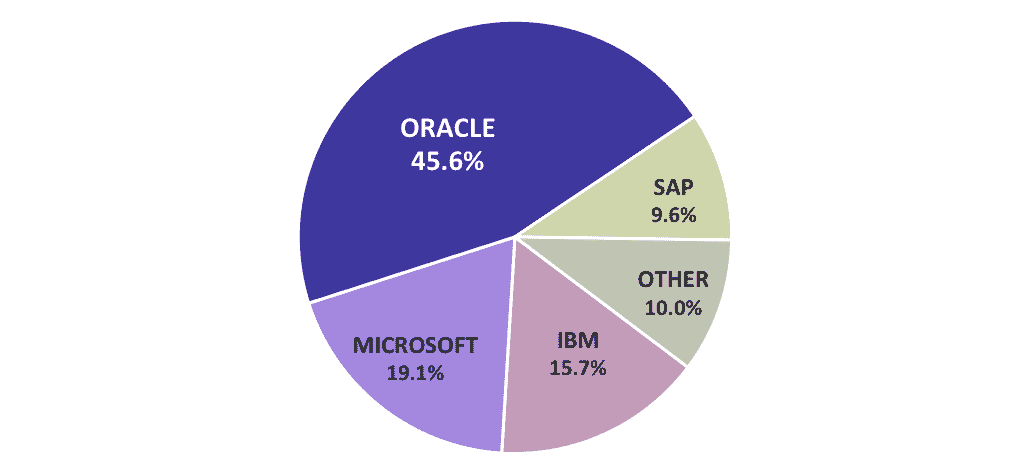 ORACLE
45.6%
SAP
9.6%
OTHER
10.0%
IBM
15.7%
MICROSOFT
19.1%